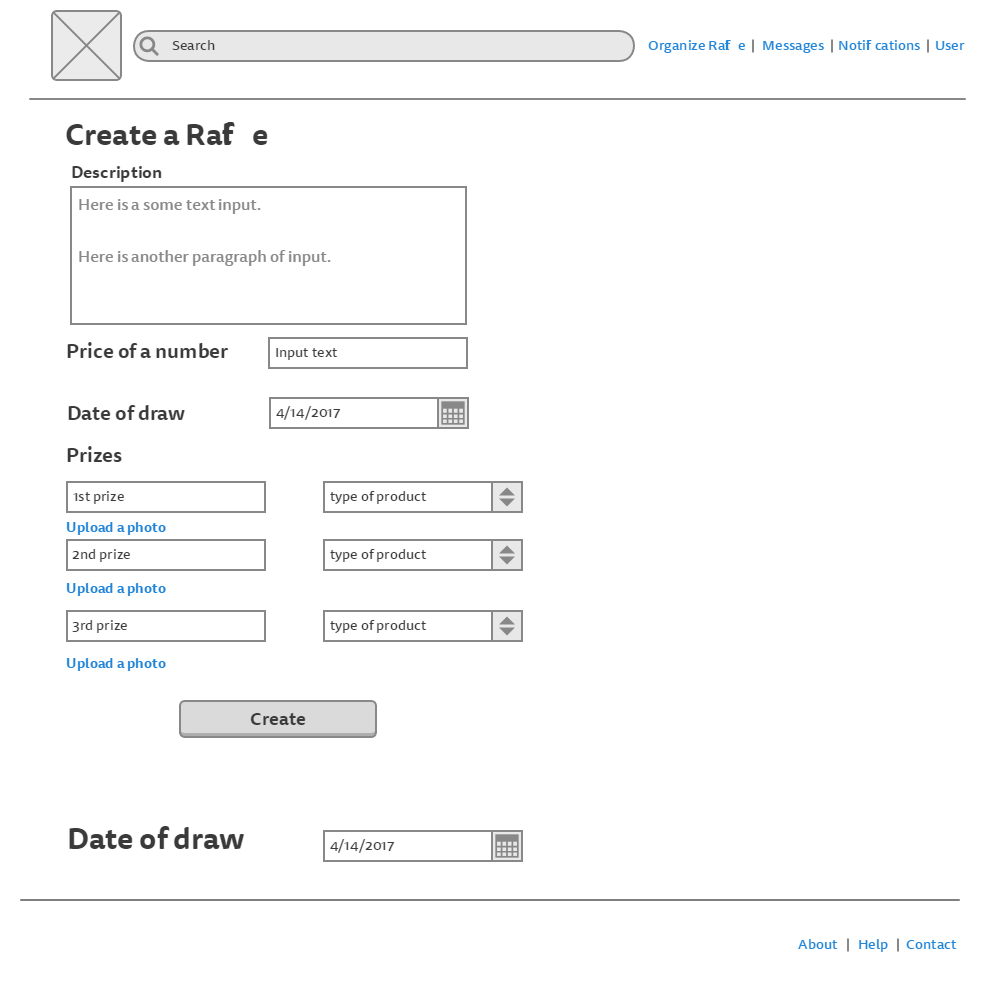 Search
Organize Raf e | Messages | Notif cations | User
Create a Raf e
Description
Here is a some text input.
Here is another paragraph of input.
Price of a number Input text
Date of draw 4/14/2017
Prizes
1st prize type of product
Upload a photo
2nd prize type of product
Upload a photo
3rd prize type of product
Upload a photo
Create
Date of draw 4/14/2017
About | Help | Contact